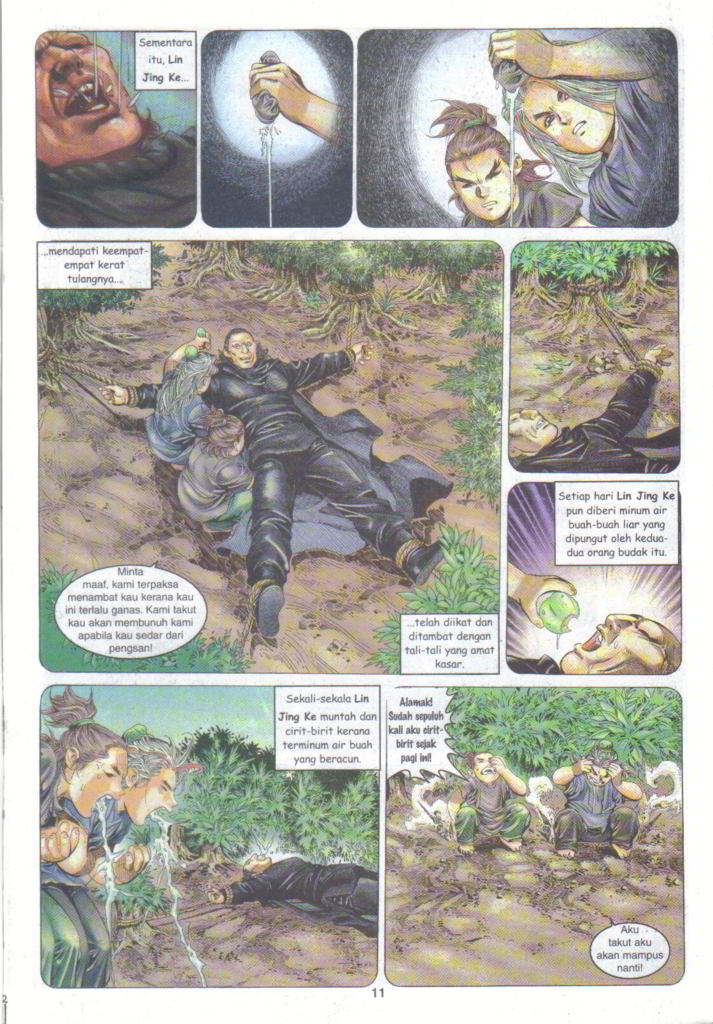 Sementara
itu, Lin
Jing Ke...
...mendapati keempat-
empat kerat
tulangnya...
Minta
maaf, kami terpaksa
menambat kau kerana kau
ini terlalu ganas. Kami takut
kau akan membunuh kami
apabila kau sedar dari
pengsan!
...telah diikat dan
ditambat dengan
tali-tali yang amat
kasar.
Setiap hari Lin Jing Ke
pun diberi minum air
buah-buah liar yang
dipungut oleh kedua-
dua orang budak itu.
Sekali-sekala Lin
Jing Ke muntah dan
cirit-birit kerana
terminum air buah
yang beracun.
Alamak!
Sudah sepuluh
kali aku cirit-
birit sejak
pagi ini!
Aku
takut aku
akan mampus
nanti!
11
2